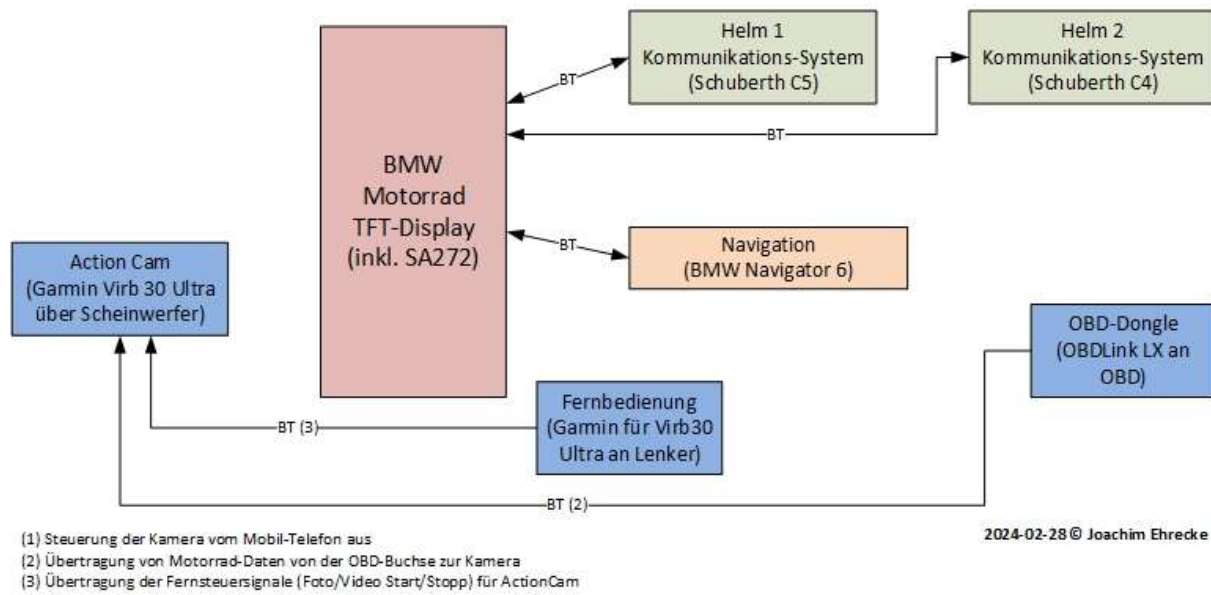 Helm 1
Kommunikations-System
(Schuberth C5)
Helm 2
Kommunikations-System
(Schuberth C4)
BT
BT
BMW
Motorrad
TFT-Display
(inkl. SA272)
BT
Navigation
(BMW Navigator 6)
Action Cam
(Garmin Virb 30 Ultra
über Scheinwerfer)
OBD-Dongle
(OBDLink LX an
OBD)
Fernbedienung
(Garmin für Virb30
Ultra an Lenker)
BT (3)
BT (2)
(1) Steuerung der Kamera vom Mobil-Telefon aus
(2) Übertragung von Motorrad-Daten von der OBD-Buchse zur Kamera
(3) Übertragung der Fernsteuersignale (Foto/Video Start/Stopp) für ActionCam
2024-02-28 © Joachim Ehrecke